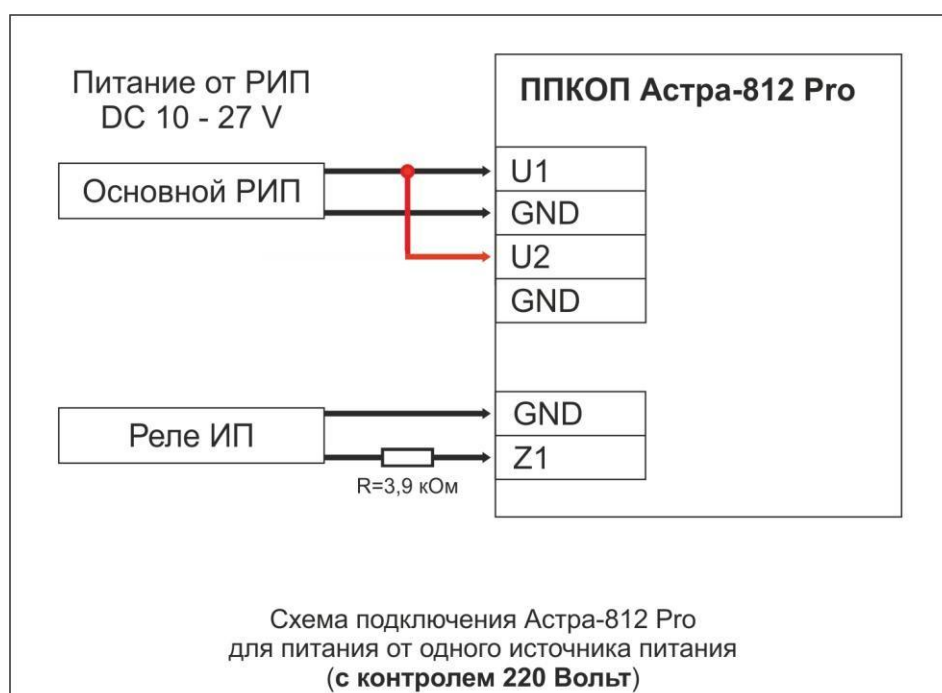 Питание от РИП
DC 10 - 27 V
ППКОП Астра-812 Pro
Основной РИП
U1
GND
U2
GND
Реле ИП
GND
Z1
R=3,9 кОм
Схема подключения Астра-812 Pro
для питания от одного источника питания
(с контролем 220 Вольт)